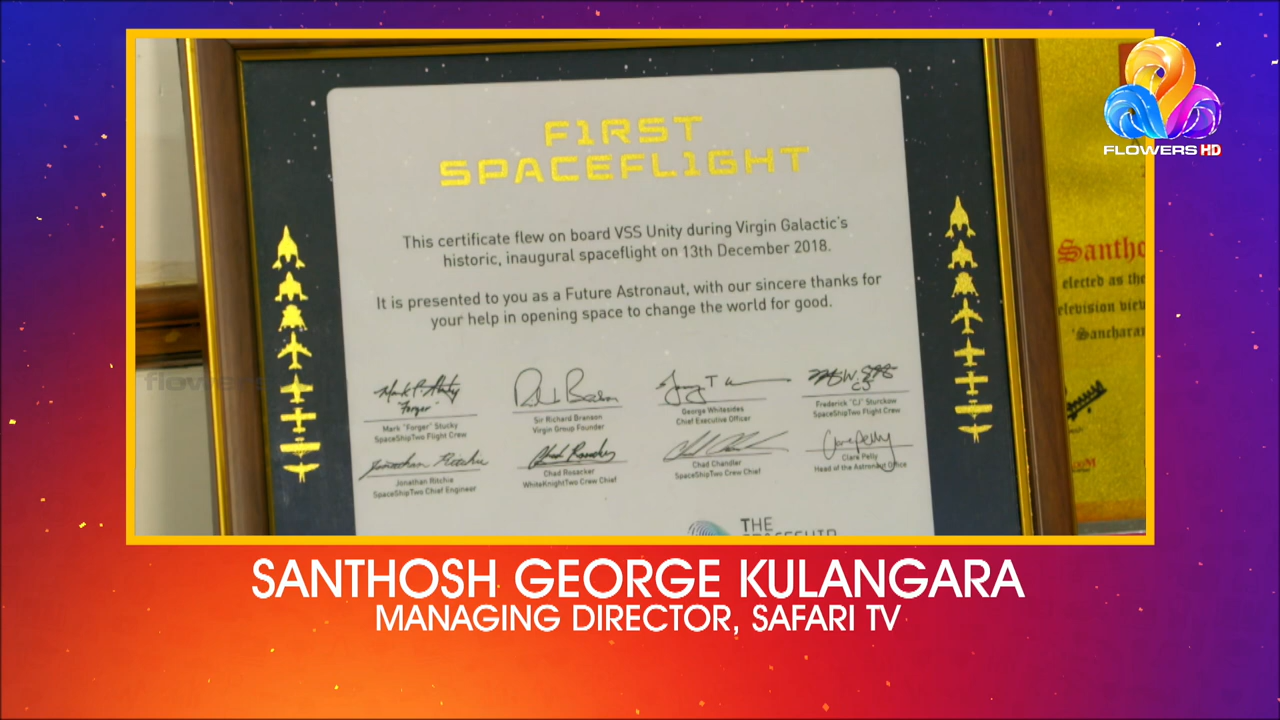 F1RST
SPACEFL1GHT
This certificate flew on board VSS Unity during Virgin Galactic's
historic, inaugural spaceflight on 13th December 2018.
It is presented to you as a Future Astronaut, with our sincere thanks for
your help in opening space to change the world for good.
Mark "Forger" Stucky
SpaceShipTwo Flight Crew
Sir Richard Branson
Virgin Group Founder
George Whitesides
Chief Executive Officer
Frederick "CJ" Sturckow
SpaceShipTwo Flight Crew
Jonathan Ritchie
SpaceShipTwo Chief Engineer
Chad Rosacker
WhiteKnightTwo Crew Chief
Chad Chandler
SpaceShipTwo Crew Chief
Clare Pelly
Head of the Astronaut Office
THE
SPACESHIP
Santho
elected as the
elevision view
'Sancharam
flowers
FLOWERS HD
SANTHOSH GEORGE KULANGARA
MANAGING DIRECTOR, SAFARI TV